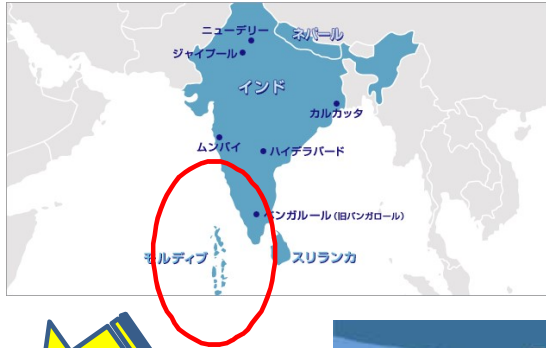 ニューデリー
ネパール
ジャイプール
インド
カルカッタ
ムンバイ
ハイデラバード
ベンガルール (旧バンガロール)
モルディブ
スリランカ